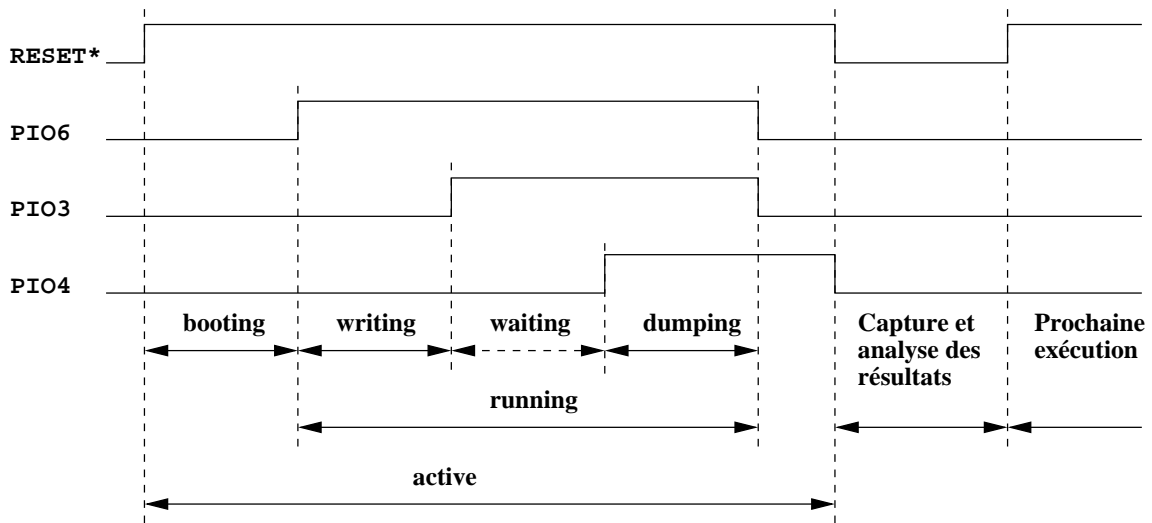 RESET*
PIO6
PIO3
PIO4
booting
writing
waiting
dumping
Capture et
analyse des
résultats
Prochaine
exécution
running
active